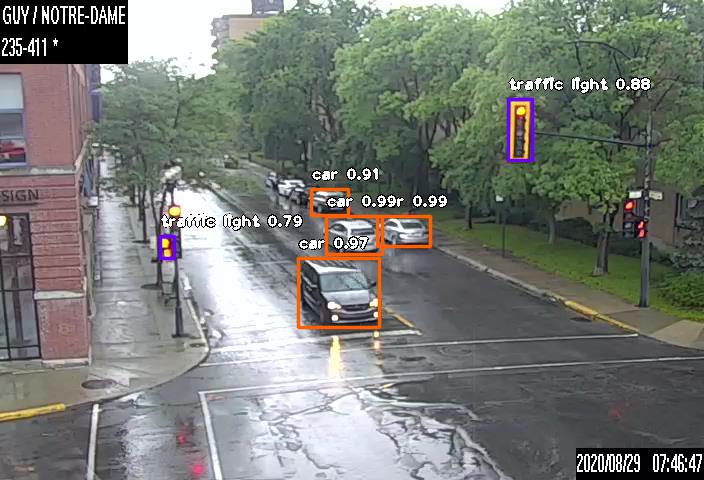 GUY / NOTRE-DAME
235-411 *
traffic light 0.88
car 0.91
car 0.99r 0.99
traffic light 0.79
car 0.97
SIGN
2020/08/29 07:46:47